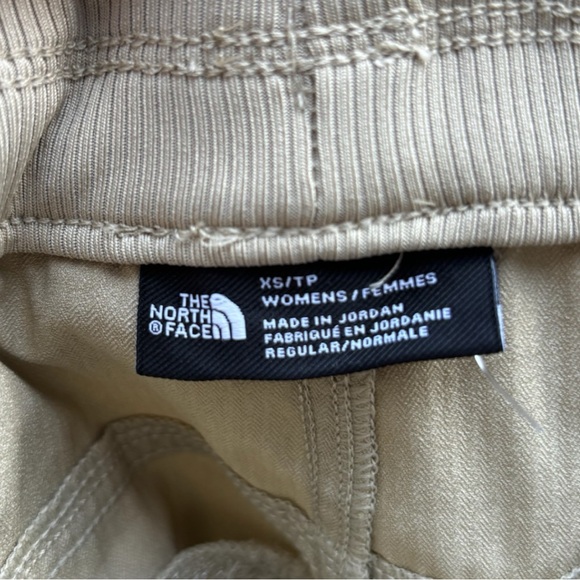 THE
NORTH
® FACE
XS/TP
WOMENS/FEMMES
MADE IN JORDAN
FABRIQUÉ EN JORDANIE
REGULAR/NORMALE